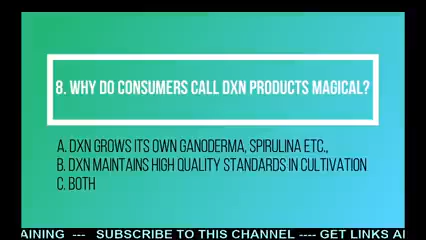 8. WHY DO CONSUMERS CALL DXN PRODUCTS MAGICAL?
A. DXN GROWS ITS OWN GANODERMA, SPIRULINA ETC.,
B. DXN MAINTAINS HIGH QUALITY STANDARDS IN CULTIVATION
C. BOTH
AINING --- SUBSCRIBE TO THIS CHANNEL ---- GET LINKS